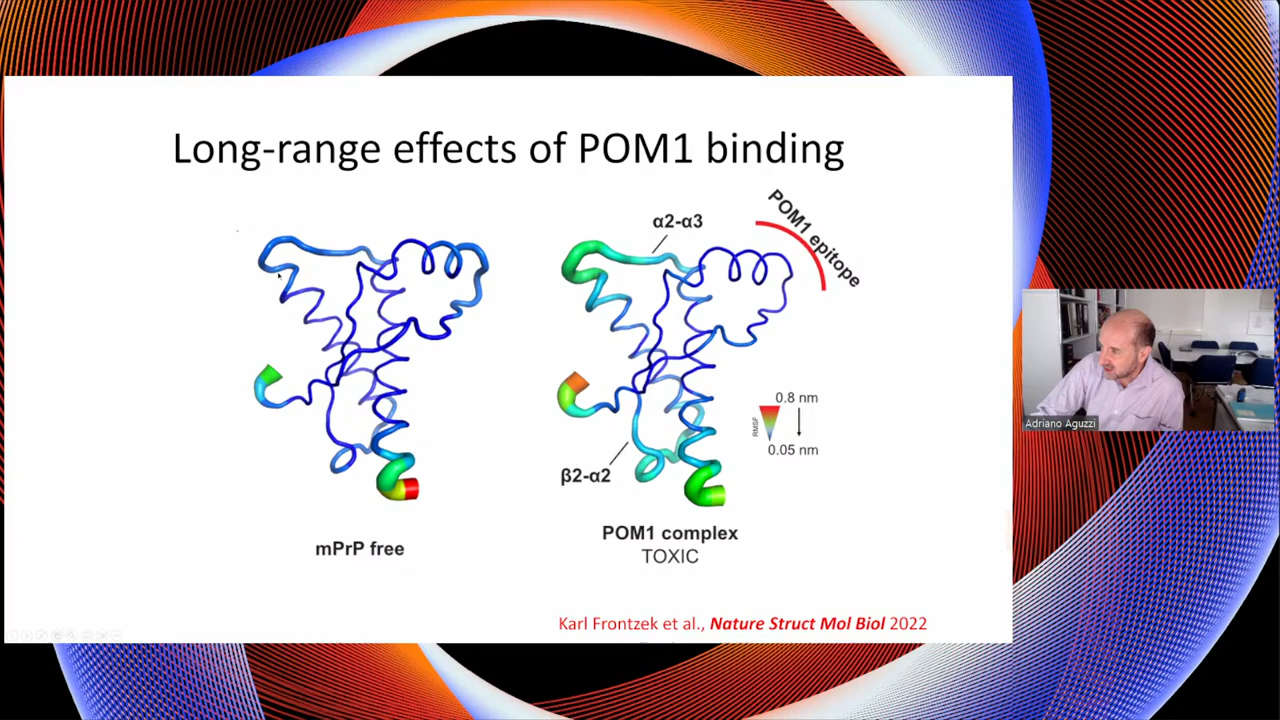 Long-range effects of POM1 binding
α2-α3
POM1 epitope
β2-α2
RMSF
0.8 nm
0.05 nm
mPrP free
POM1 complex
TOXIC
Karl Frontzek et al., Nature Struct Mol Biol 2022
Adriano Aguzzi